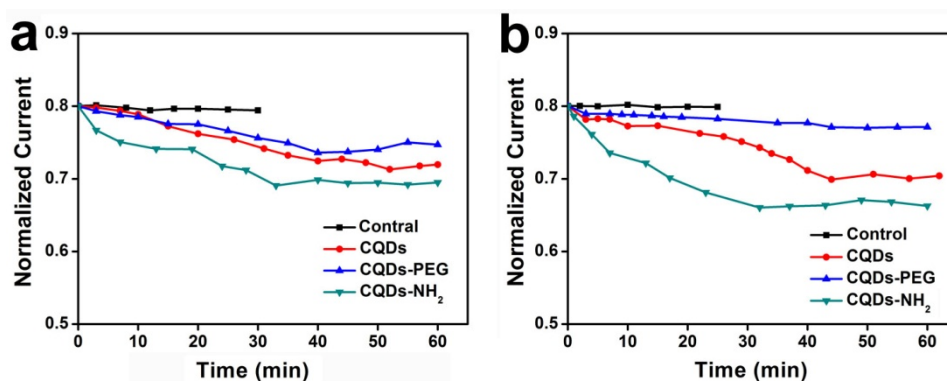 a
0.9
0.8
0.7
0.6
0.5
Normalized Current
0 10 20 30 40 50 60
Time (min)
Contral
CQDs
CQDs-PEG
CQDs-NH₂
b
0.9
0.8
0.7
0.6
0.5
Normalized Current
0 10 20 30 40 50 60
Time (min)
Control
CQDs
CQDs-PEG
CQDs-NH₂